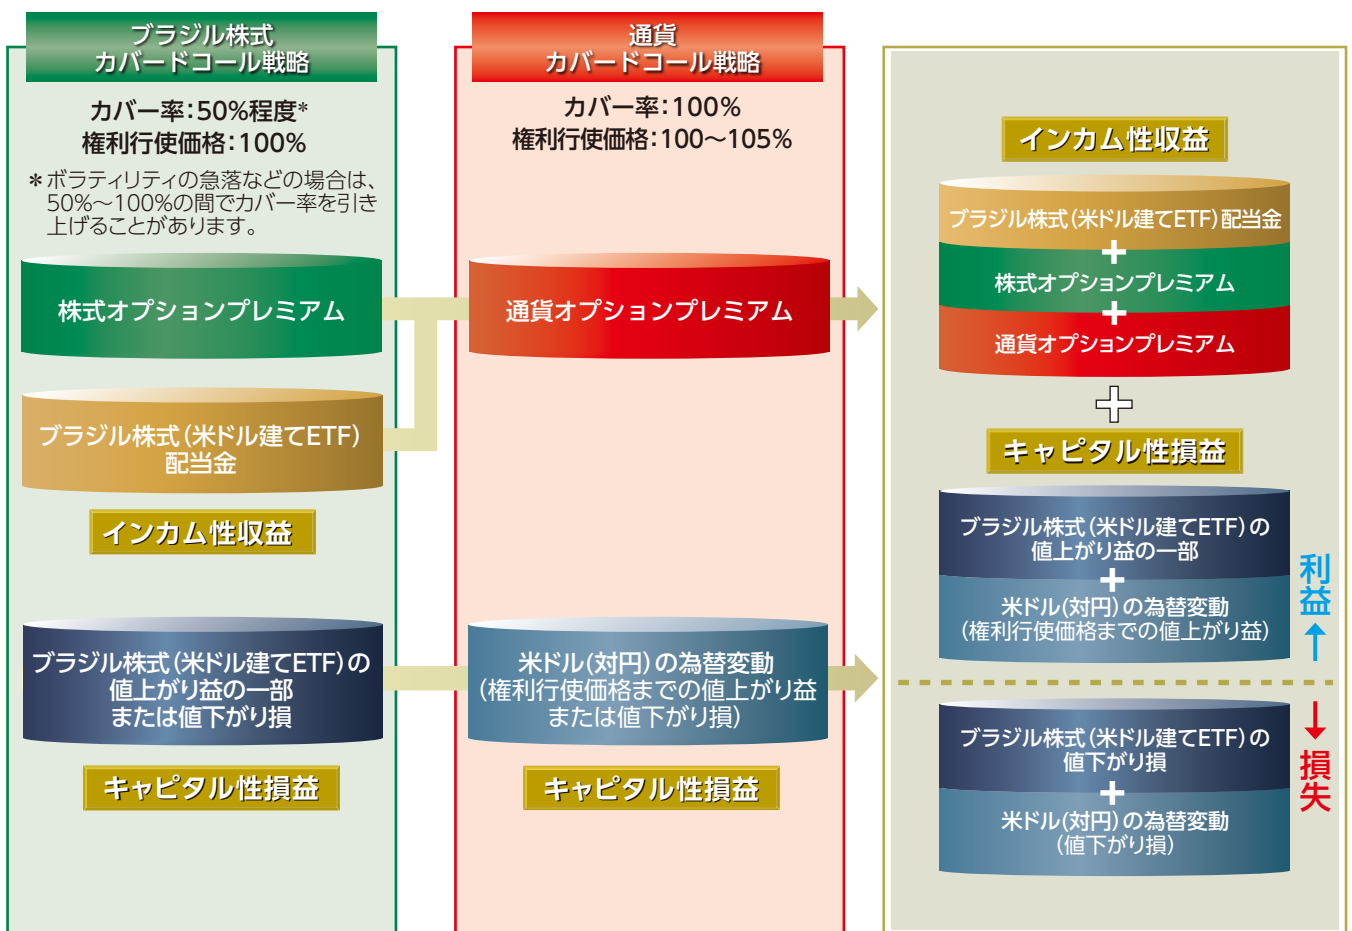 ブラジル株式
カバードコール戦略
カバー率：50%程度*
権利行使価格：100%
＊ボラティリティの急落などの場合は、
50%～100%の間でカバー率を引き
上げることがあります。
株式オプションプレミアム
ブラジル株式（米ドル建てETF）
配当金
インカム性収益
ブラジル株式（米ドル建てETF）の
値上がり益の一部
または値下がり損
キャピタル性損益
通貨
カバードコール戦略
カバー率：100%
権利行使価格：100～105%
通貨オプションプレミアム
米ドル（対円）の為替変動
（権利行使価格までの値上がり益
または値下がり損）
キャピタル性損益
インカム性収益
ブラジル株式（米ドル建てETF）配当金
+
株式オプションプレミアム
+
通貨オプションプレミアム
+
キャピタル性損益
ブラジル株式（米ドル建てETF）の
値上がり益の一部
+
米ドル（対円）の為替変動
（権利行使価格までの値上がり益）
利益↑
ブラジル株式（米ドル建てETF）の
値下がり損
+
米ドル（対円）の為替変動
（値下がり損）
↓損失